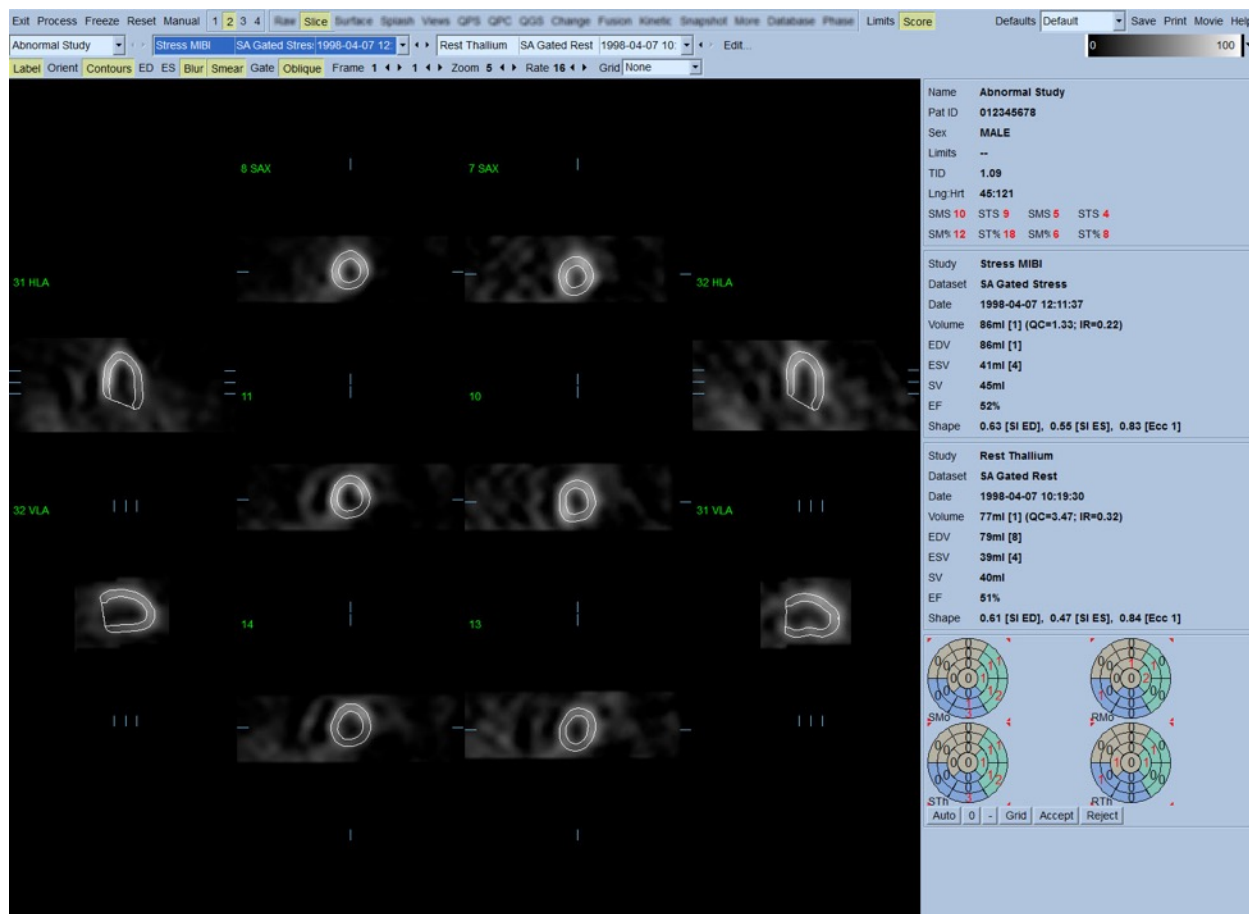 Exit Process Freeze Reset Manual 1 2 3 4 Raw Slice Surface Splash Views QPS QPC QGS Change Fusion Kinetic Snapshot More Database Phase Limits Score Defaults Default Save Print Movie Help
Abnormal Study Stress MIBI SA Gated Stres: 1998-04-07 12: Rest Thallium SA Gated Rest 1998-04-07 10: Edit... 0 100
Label Orient Contours ED ES Blur Smear Gate Oblique Frame 1 1 Zoom 5 Rate 16 Grid None
8 SAX 7 SAX
31 HLA 32 HLA
11 10
32 VLA 31 VLA
14 13
Name Abnormal Study
Pat ID 012345678
Sex MALE
Limits --
TID 1.09
Lng:Hrt 45:121
SMS 10 STS 9 SMS 5 STS 4
SM% 12 ST% 18 SM% 6 ST% 8
Study Stress MIBI
Dataset SA Gated Stress
Date 1998-04-07 12:11:37
Volume 86ml [1] (QC=1.33; IR=0.22)
EDV 86ml [1]
ESV 41ml [4]
SV 45ml
EF 52%
Shape 0.63 [SI ED], 0.55 [SI ES], 0.83 [Ecc 1]
Study Rest Thallium
Dataset SA Gated Rest
Date 1998-04-07 10:19:30
Volume 77ml [1] (QC=3.47; IR=0.32)
EDV 79ml [8]
ESV 39ml [4]
SV 40ml
EF 51%
Shape 0.61 [SI ED], 0.47 [SI ES], 0.84 [Ecc 1]
SMo RMo
STh RTh
Auto 0 - Grid Accept Reject